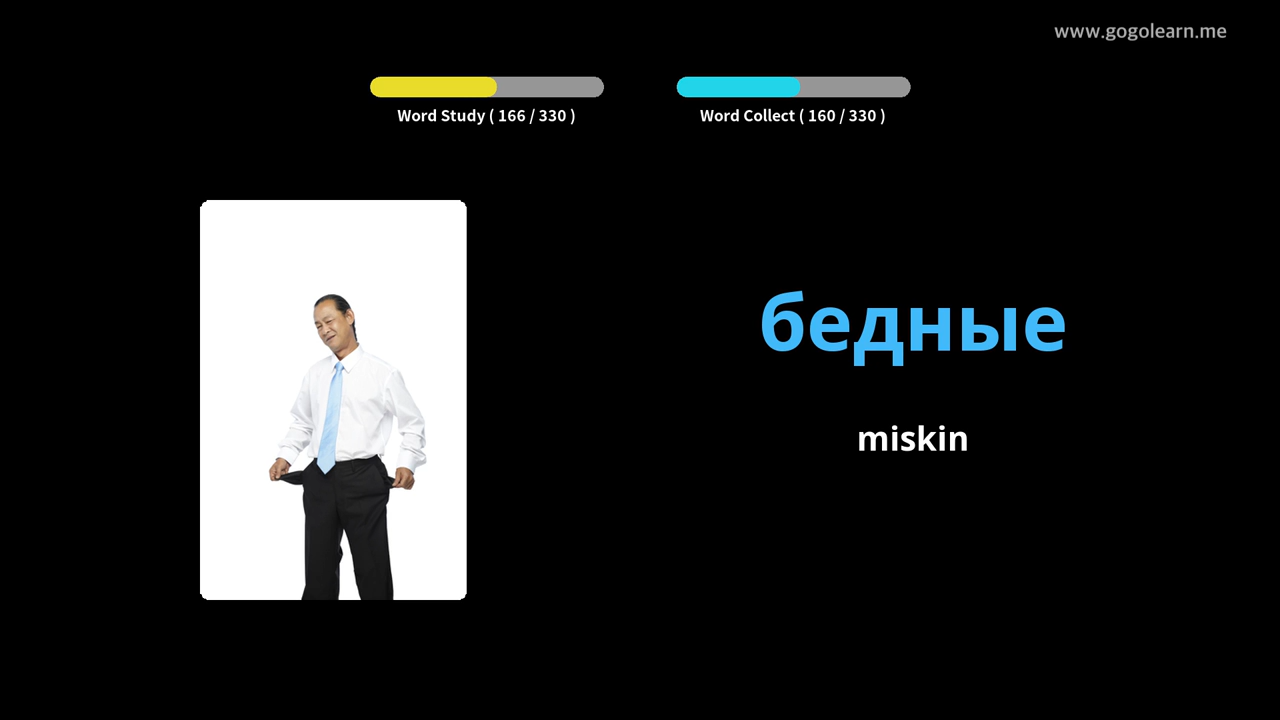 www.gogolearn.me
Word Study ( 166 / 330 )
Word Collect ( 160 / 330 )
бедные
miskin